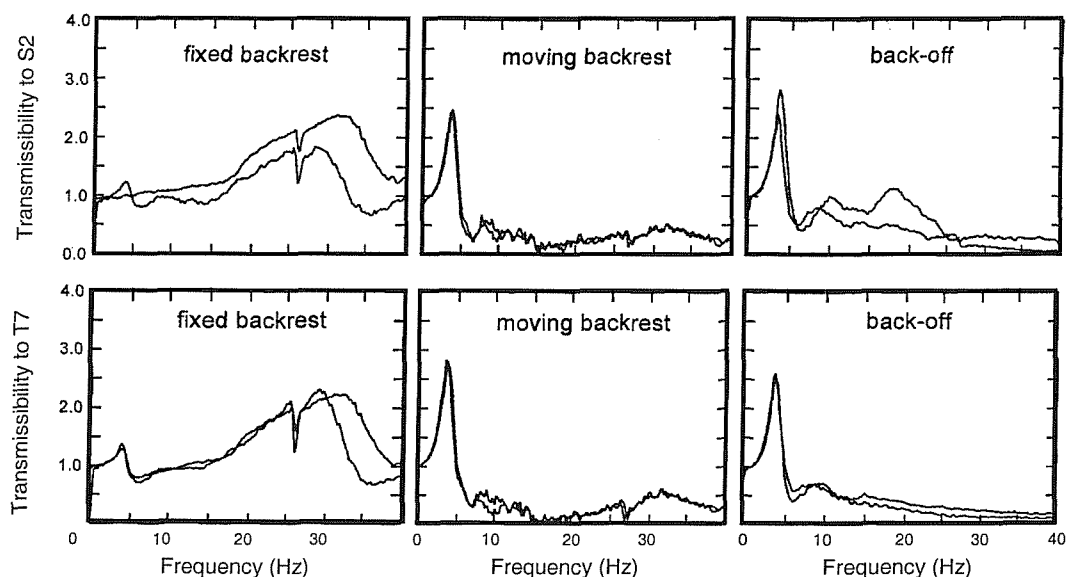 Transmissibility to S2
4.0
3.0
2.0
1.0
0.0
fixed backrest
moving backrest
back-off
Transmissibility to T7
4.0
3.0
2.0
1.0
fixed backrest
moving backrest
back-off
0 10 20 30 0 10 20 30 0 10 20 30 40
Frequency (Hz) Frequency (Hz) Frequency (Hz)